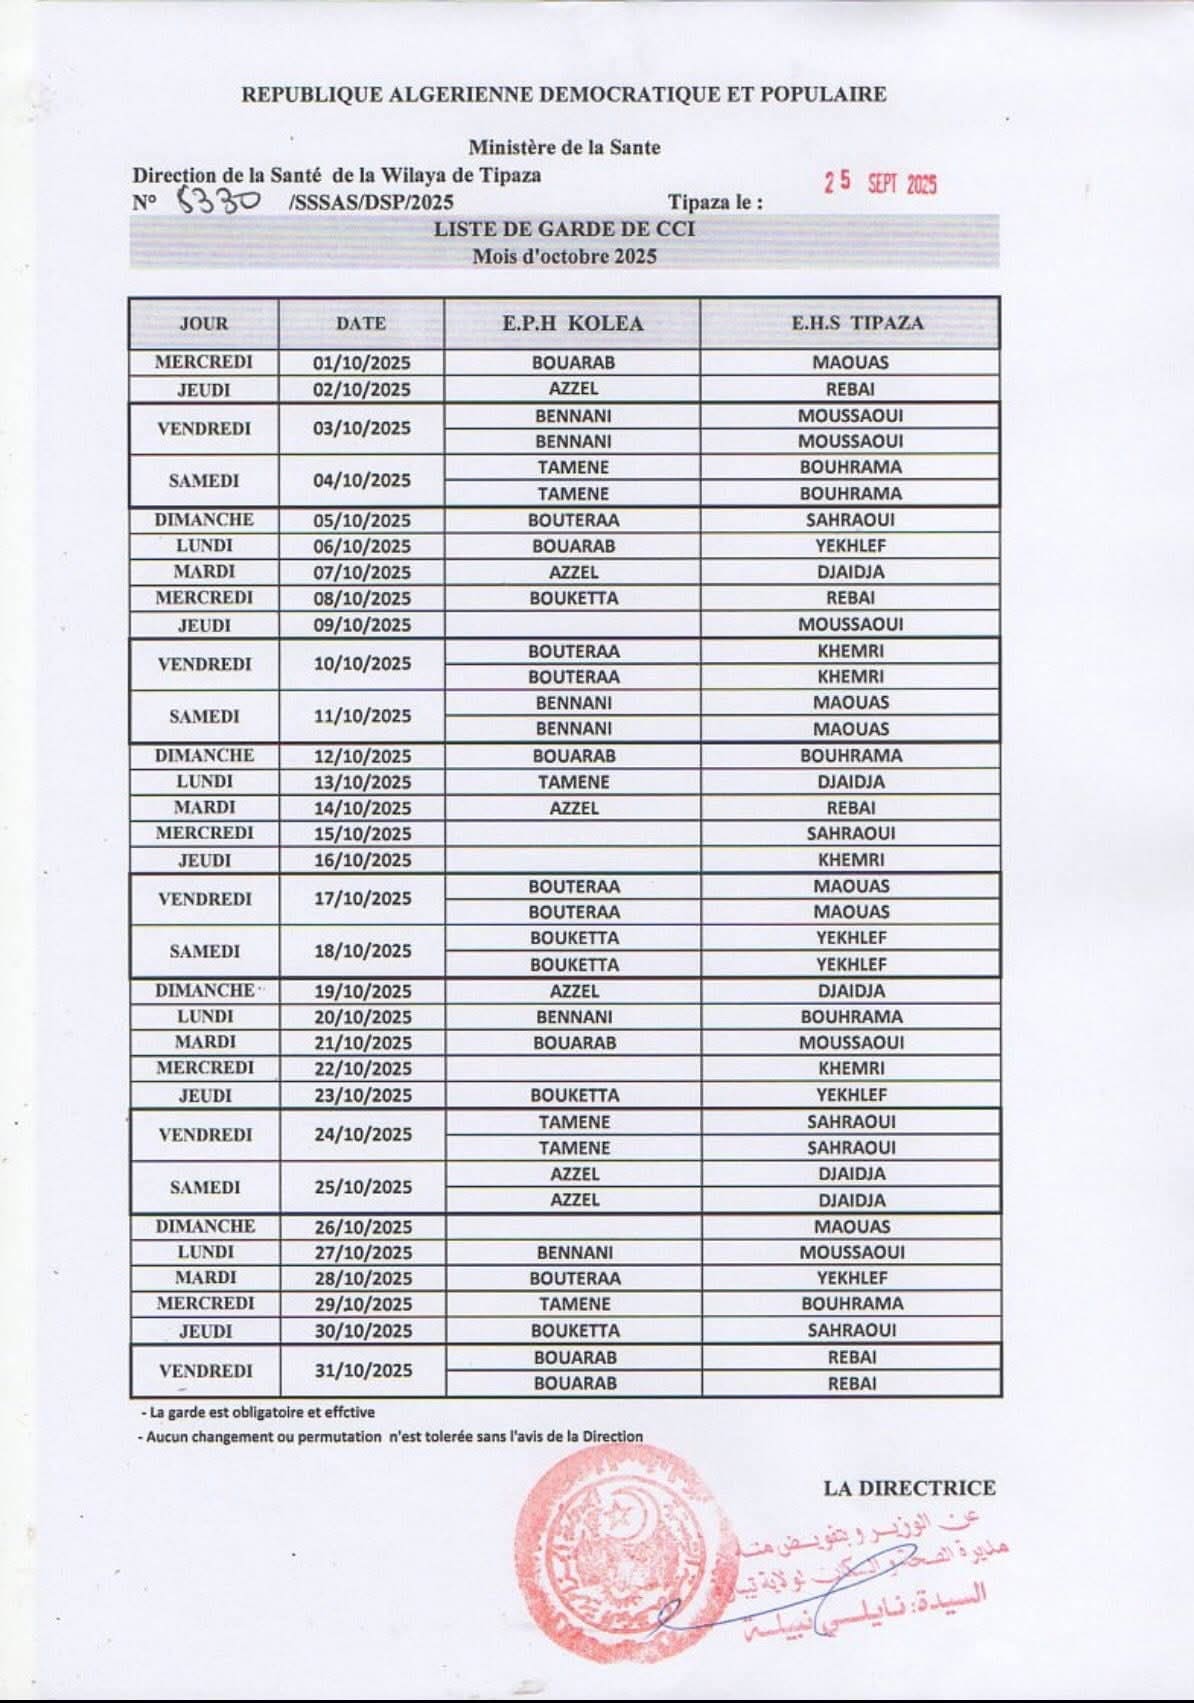 REPUBLIQUE ALGERIENNE DEMOCRATIQUE ET POPULAIRE
Ministère de la Sante
Direction de la Santé de la Wilaya de Tipaza
N° 5330 /SSSAS/DSP/2025 Tipaza le : 25 SEPT 2025
LISTE DE GARDE DE CCI
Mois d'octobre 2025
JOUR DATE E.P.H KOLEA E.H.S TIPAZA
MERCREDI 01/10/2025 BOUARAB MAOUAS
JEUDI 02/10/2025 AZZEL REBAI
VENDREDI 03/10/2025 BENNANI MOUSSAOUI
BENNANI MOUSSAOUI
SAMEDI 04/10/2025 TAMENE BOUHRAMA
TAMENE BOUHRAMA
DIMANCHE 05/10/2025 BOUTERAA SAHRAOUI
LUNDI 06/10/2025 BOUARAB YEKHLEF
MARDI 07/10/2025 AZZEL DJAIDJA
MERCREDI 08/10/2025 BOUKETTA REBAI
JEUDI 09/10/2025 MOUSSAOUI
VENDREDI 10/10/2025 BOUTERAA KHEMRI
BOUTERAA KHEMRI
SAMEDI 11/10/2025 BENNANI MAOUAS
BENNANI MAOUAS
DIMANCHE 12/10/2025 BOUARAB BOUHRAMA
LUNDI 13/10/2025 TAMENE DJAIDJA
MARDI 14/10/2025 AZZEL REBAI
MERCREDI 15/10/2025 SAHRAOUI
JEUDI 16/10/2025 KHEMRI
VENDREDI 17/10/2025 BOUTERAA MAOUAS
BOUTERAA MAOUAS
SAMEDI 18/10/2025 BOUKETTA YEKHLEF
BOUKETTA YEKHLEF
DIMANCHE 19/10/2025 AZZEL DJAIDJA
LUNDI 20/10/2025 BENNANI BOUHRAMA
MARDI 21/10/2025 BOUARAB MOUSSAOUI
MERCREDI 22/10/2025 KHEMRI
JEUDI 23/10/2025 BOUKETTA YEKHLEF
VENDREDI 24/10/2025 TAMENE SAHRAOUI
TAMENE SAHRAOUI
SAMEDI 25/10/2025 AZZEL DJAIDJA
AZZEL DJAIDJA
DIMANCHE 26/10/2025 MAOUAS
LUNDI 27/10/2025 BENNANI MOUSSAOUI
MARDI 28/10/2025 BOUTERAA YEKHLEF
MERCREDI 29/10/2025 TAMENE BOUHRAMA
JEUDI 30/10/2025 BOUKETTA SAHRAOUI
VENDREDI 31/10/2025 BOUARAB REBAI
BOUARAB REBAI
- La garde est obligatoire et effctive
- Aucun changement ou permutation n'est tolerée sans l'avis de la Direction
LA DIRECTRICE
عن الوزير و بتفويض منه
مديرة الصحة و السكان لولاية تيبازة
السيدة: نايلي نبيلة